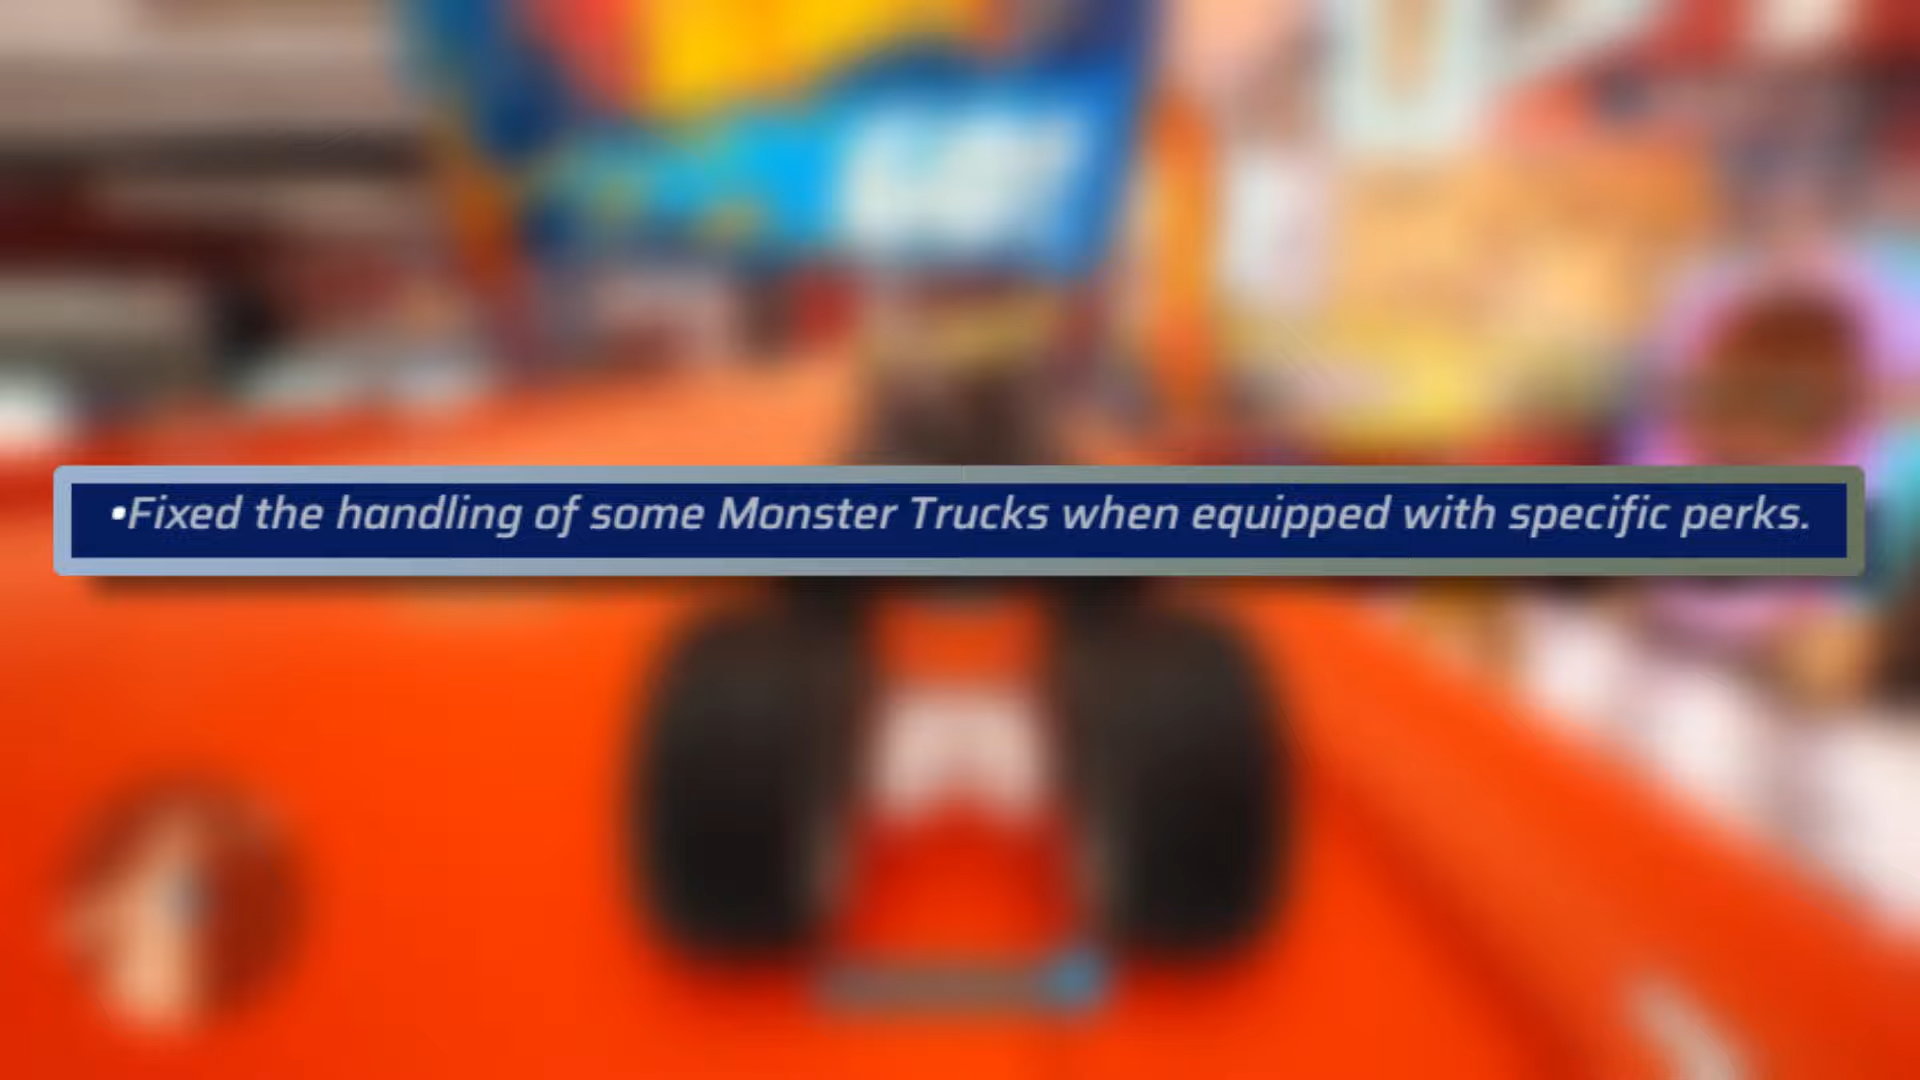 •Fixed the handling of some Monster Trucks when equipped with specific perks.